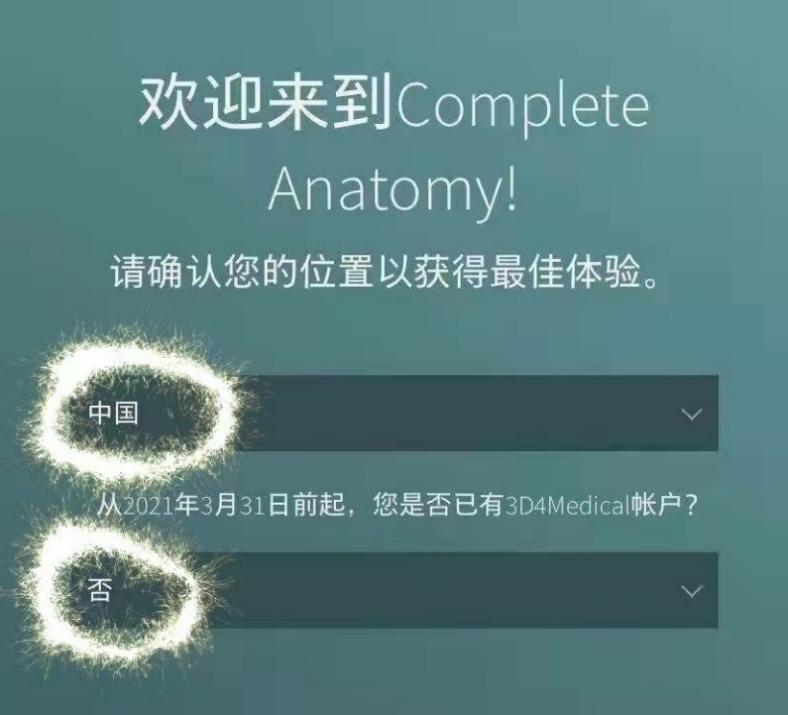 欢迎来到Complete
Anatomy!
请确认您的位置以获得最佳体验。
中国
从2021年3月31日前起，您是否已有3D4Medical帐户？
否